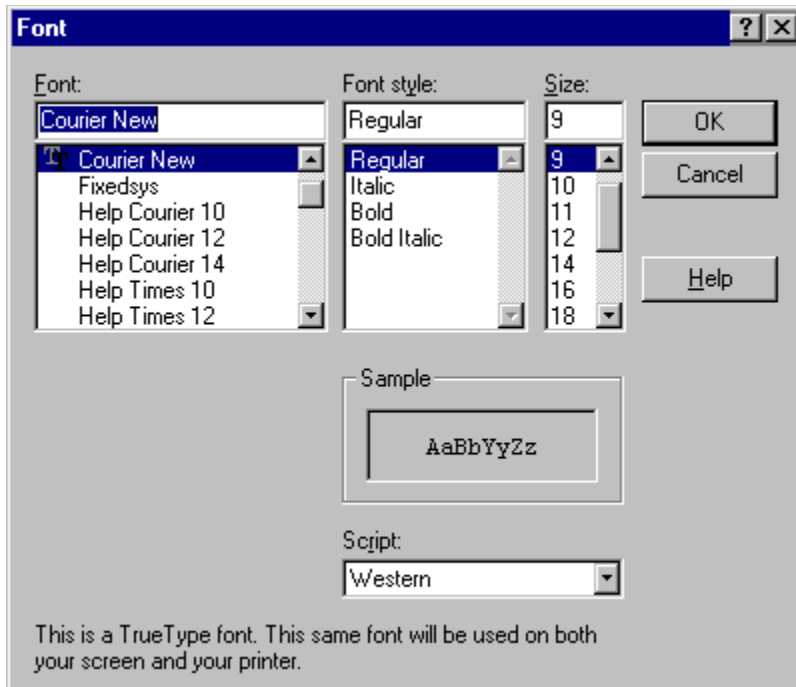 Font
Font:
Courier New
Courier New
Fixedsys
Help Courier 10
Help Courier 12
Help Courier 14
Help Times 10
Help Times 12
Font style:
Regular
Regular
Italic
Bold
Bold Italic
Size:
9
9
10
11
12
14
16
18
OK
Cancel
Help
Sample
AaBbYyZz
Script:
Western
This is a TrueType font. This same font will be used on both
your screen and your printer.